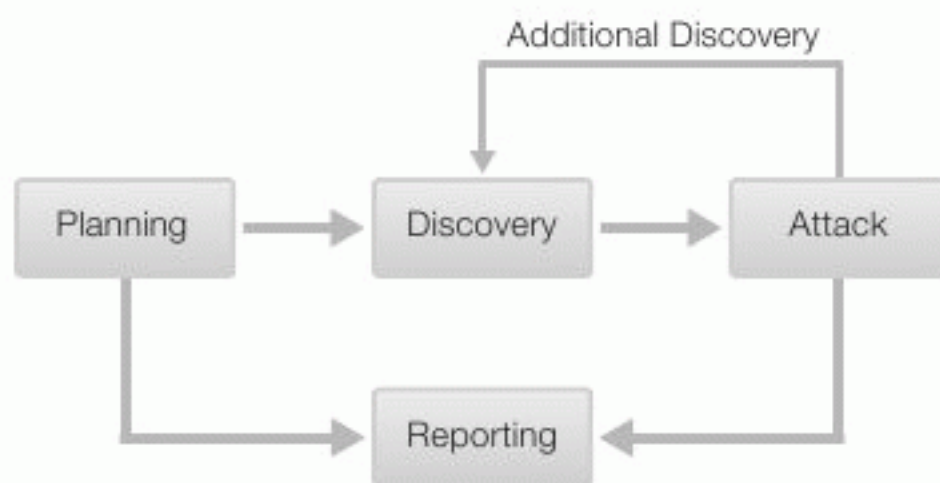 Additional Discovery
Planning
Discovery
Attack
Reporting